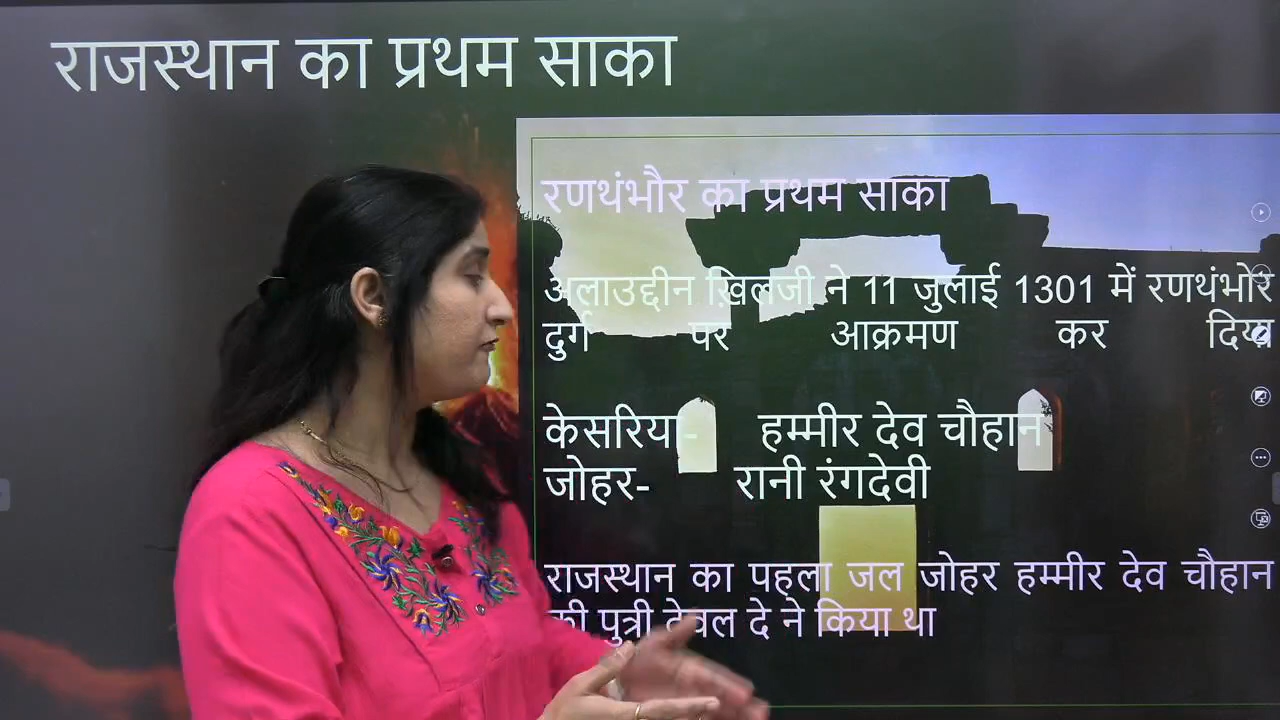 राजस्थान का प्रथम साका
रणथंभौर का प्रथम साका
अलाउद्दीन ख़िलजी ने 11 जुलाई 1301 में रणथंभोर
दुर्ग पर आक्रमण कर दिया
केसरिया- हम्मीर देव चौहान
जोहर- रानी रंगदेवी
राजस्थान का पहला जल जोहर हम्मीर देव चौहान
की पुत्री देवल दे ने किया था